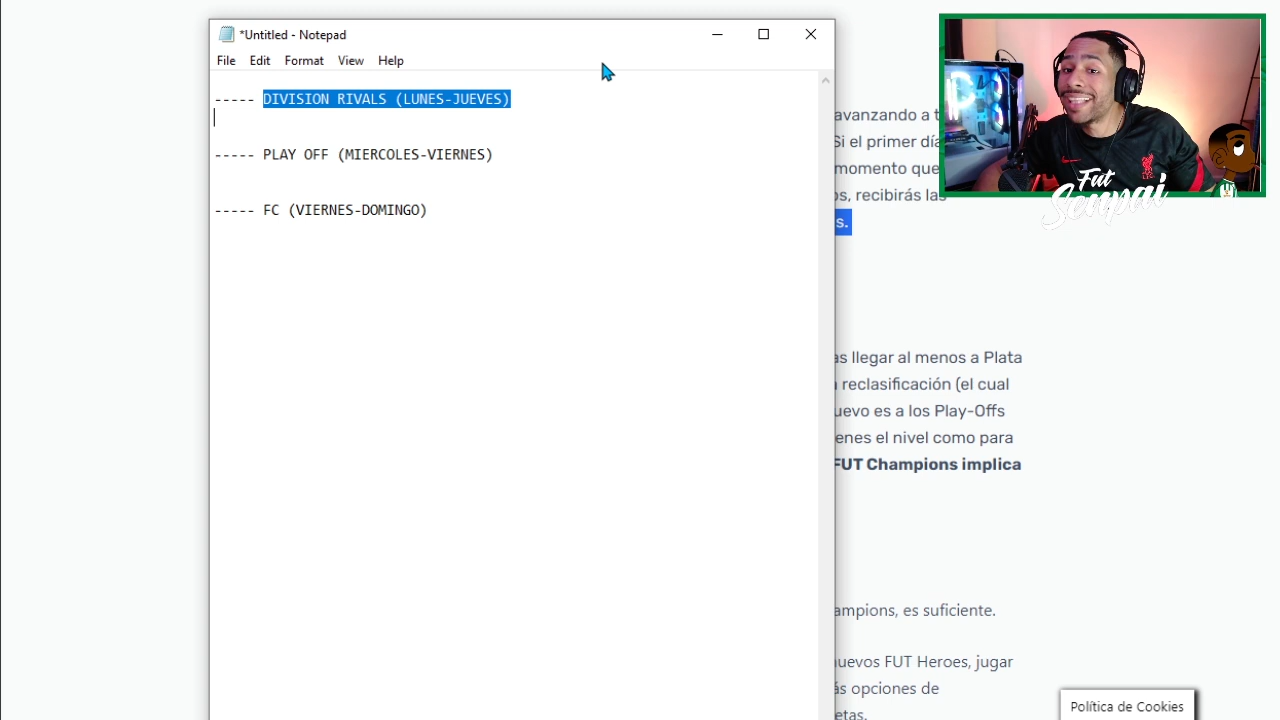 *Untitled - Notepad
File Edit Format View Help
----- DIVISION RIVALS (LUNES-JUEVES)
----- PLAY OFF (MIERCOLES-VIERNES)
----- FC (VIERNES-DOMINGO)
avanzando a
Si el primer día
momento que
os, recibirás las
s.
Fut
Senpai
as llegar al menos a Plata
reclasificación (el cual
uevo es a los Play-Offs
enes el nivel como para
FUT Champions implica
ampions, es suficiente.
nuevos FUT Heroes, jugar
ás opciones de
etas.
Política de Cookies